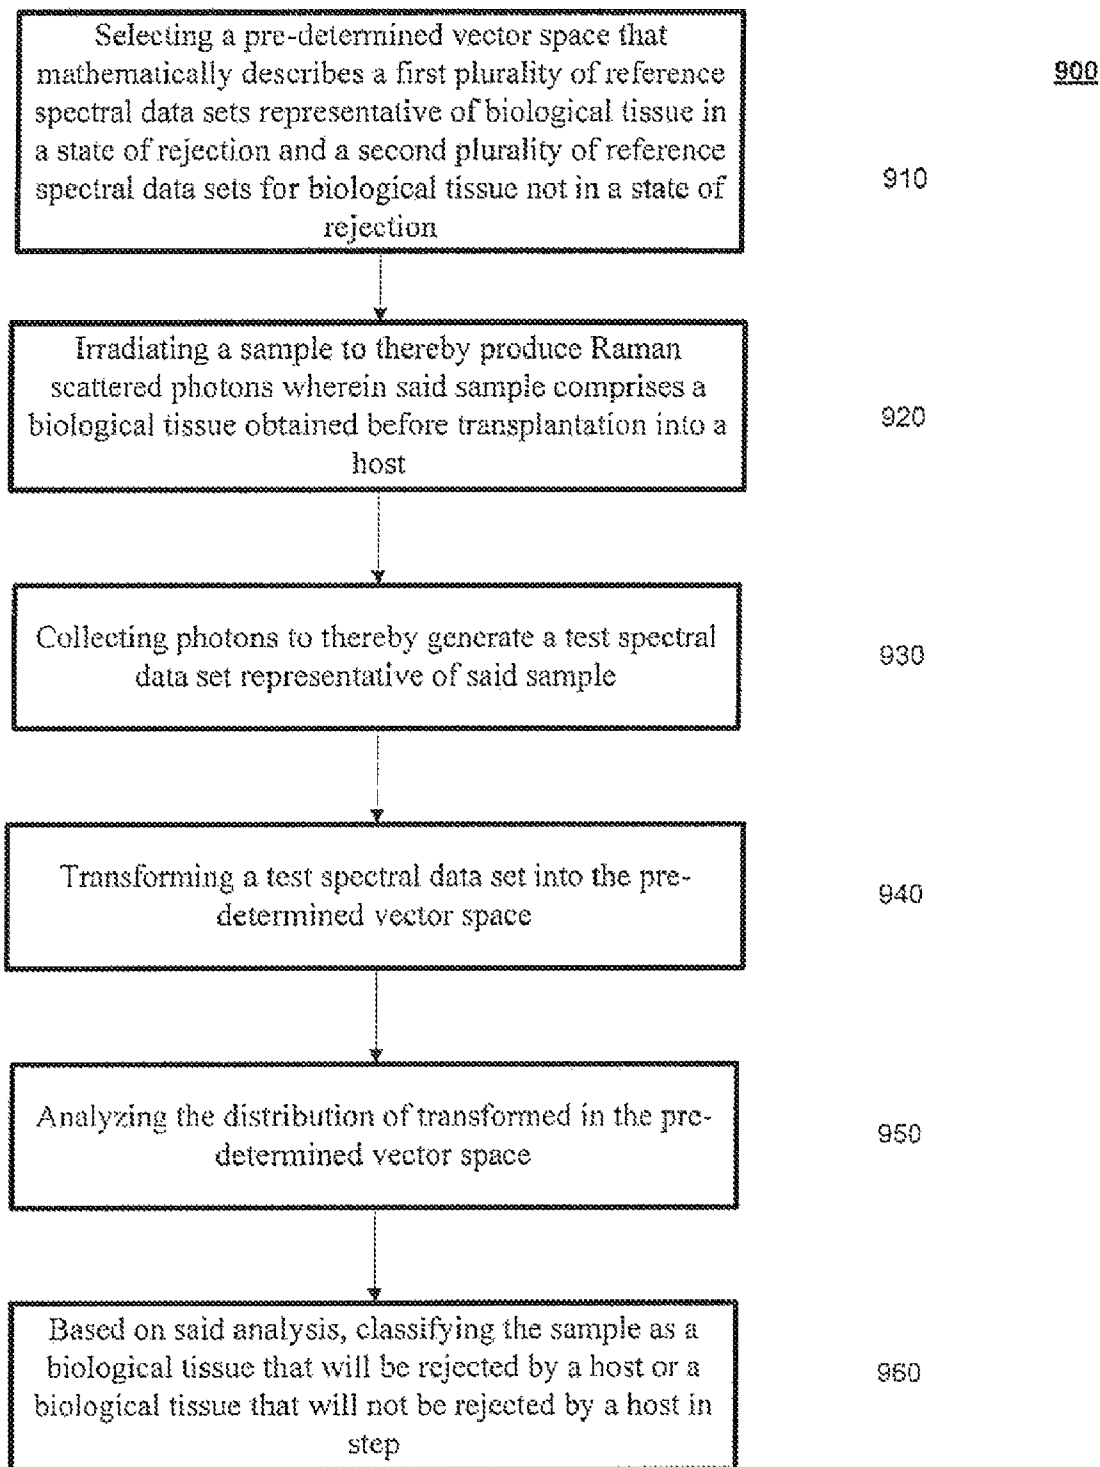 900
Selecting a pre-determined vector space that
mathematically describes a first plurality of reference
spectral data sets representative of biological tissue in
a state of rejection and a second plurality of reference
spectral data sets for biological tissue not in a state of
rejection
910
Irradiating a sample to thereby produce Raman
scattered photons wherein said sample comprises a
biological tissue obtained before transplantation into a
host
920
Collecting photons to thereby generate a test spectral
data set representative of said sample
930
Transforming a test spectral data set into the pre-
determined vector space
940
Analyzing the distribution of transformed in the pre-
determined vector space
950
Based on said analysis, classifying the sample as a
biological tissue that will be rejected by a host or a
biological tissue that will not be rejected by a host in
step
960